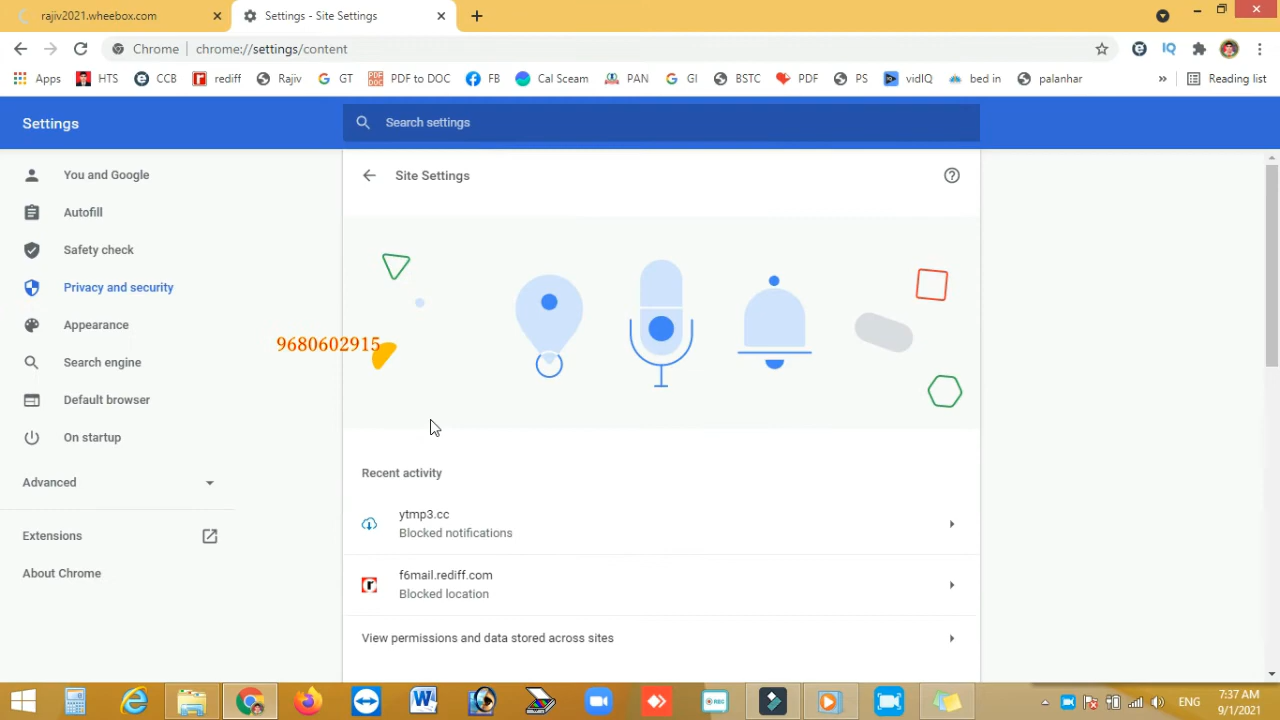 rajiv2021.wheebox.com
Settings - Site Settings
Chrome | chrome://settings/content
Apps HTS CCB rediff Rajiv GT PDF to DOC FB Cal Sceam PAN GI BSTC PDF PS vidIQ bed in palanhar » Reading list
Settings
Search settings
You and Google
Autofill
Safety check
Privacy and security
Appearance
Search engine
Default browser
On startup
Advanced
Extensions
About Chrome
Site Settings
9680602915
Recent activity
ytmp3.cc
Blocked notifications
f6mail.rediff.com
Blocked location
View permissions and data stored across sites
ENG
7:37 AM
9/1/2021